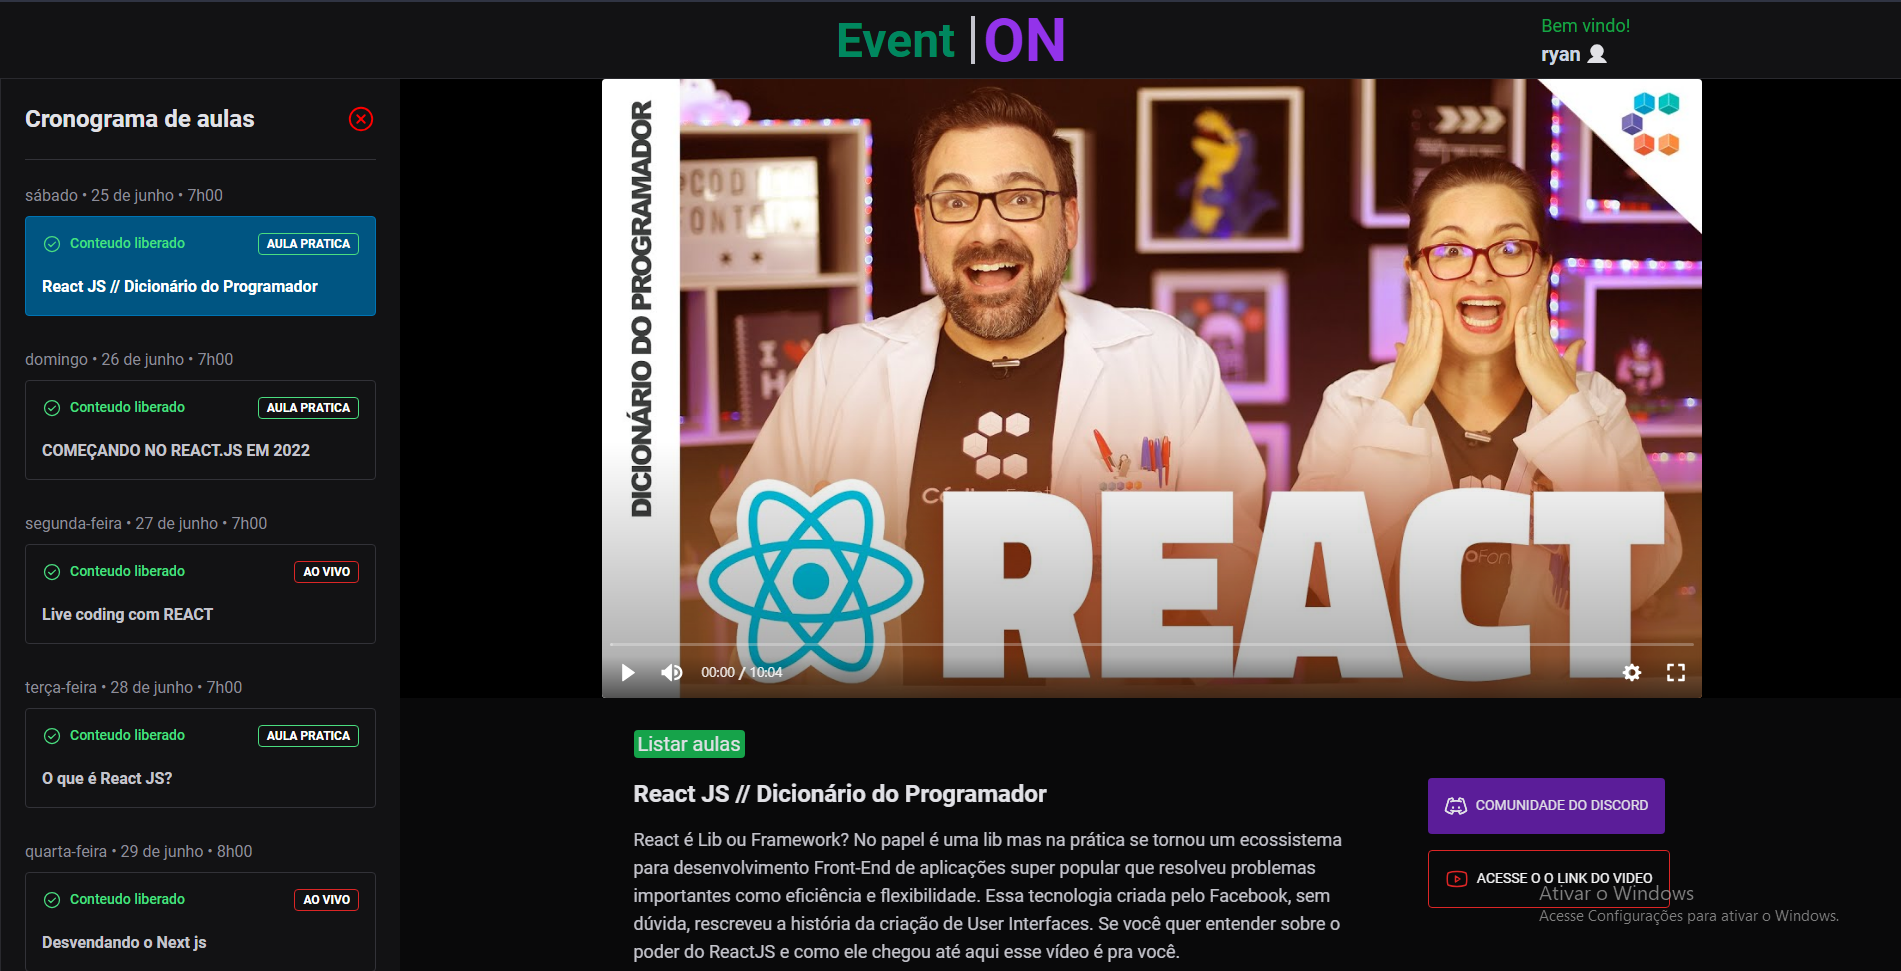 Event | ON
Bem vindo!
ryan
Cronograma de aulas
sábado • 25 de junho • 7h00
Conteudo liberado
AULA PRATICA
React JS // Dicionário do Programador
domingo • 26 de junho • 7h00
Conteudo liberado
AULA PRATICA
COMEÇANDO NO REACT.JS EM 2022
segunda-feira • 27 de junho • 7h00
Conteudo liberado
AO VIVO
Live coding com REACT
terça-feira • 28 de junho • 7h00
Conteudo liberado
AULA PRATICA
O que é React JS?
quarta-feira • 29 de junho • 8h00
Conteudo liberado
AO VIVO
Desvendando o Next js
DICIONÁRIO DO PROGRAMADOR
REACT
00:00 / 10:04
Listar aulas
React JS // Dicionário do Programador
React é Lib ou Framework? No papel é uma lib mas na prática se tornou um ecossistema
para desenvolvimento Front-End de aplicações super popular que resolveu problemas
importantes como eficiência e flexibilidade. Essa tecnologia criada pelo Facebook, sem
dúvida, rescreveu a história da criação de User Interfaces. Se você quer entender sobre o
poder do ReactJS e como ele chegou até aqui esse vídeo é pra você.
COMUNIDADE DO DISCORD
ACESSE O O LINK DO VIDEO
Ativar o Windows
Acesse Configurações para ativar o Windows.